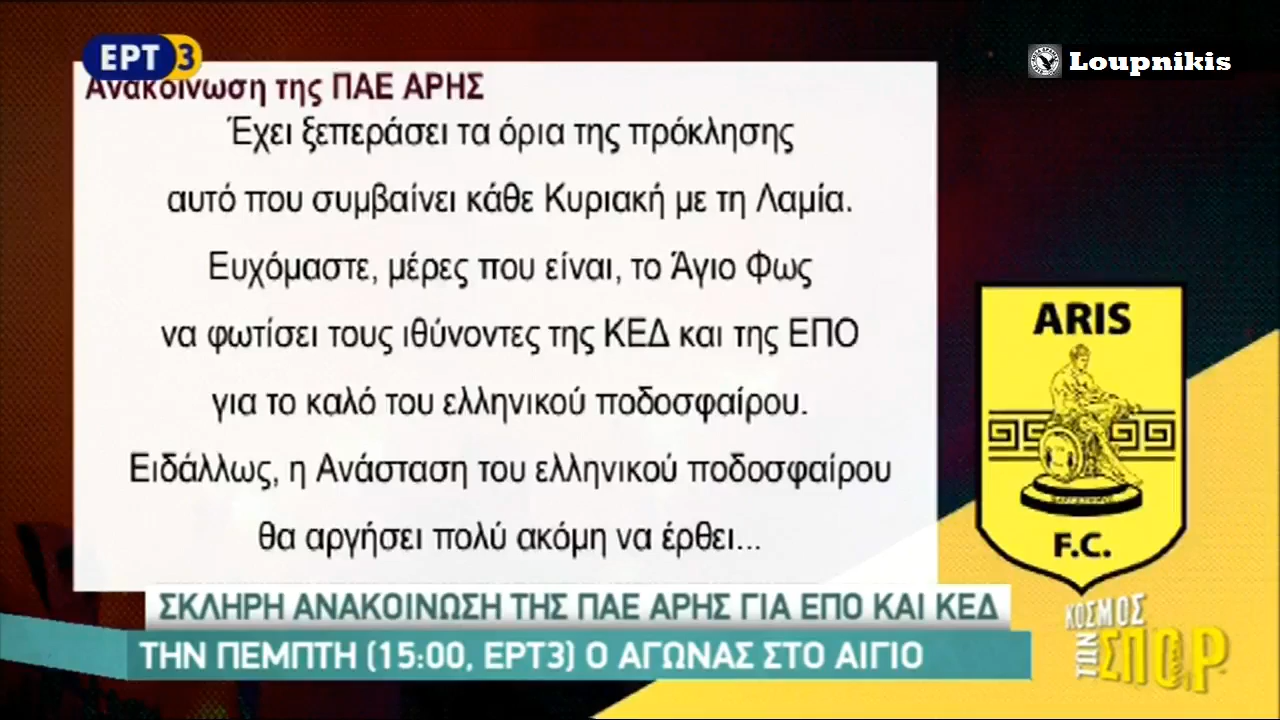 ΕΡΤ3
Loupnikis
Ανακοίνωση της ΠΑΕ ΑΡΗΣ
Έχει ξεπεράσει τα όρια της πρόκλησης
αυτό που συμβαίνει κάθε Κυριακή με τη Λαμία.
Ευχόμαστε, μέρες που είναι, το Άγιο Φως
να φωτίσει τους ιθύνοντες της ΚΕΔ και της ΕΠΟ
για το καλό του ελληνικού ποδοσφαίρου.
Ειδάλλως, η Ανάσταση του ελληνικού ποδοσφαίρου
θα αργήσει πολύ ακόμη να έρθει...
ARIS
F.C.
ΣΚΛΗΡΗ ΑΝΑΚΟΙΝΩΣΗ ΤΗΣ ΠΑΕ ΑΡΗΣ ΓΙΑ ΕΠΟ ΚΑΙ ΚΕΔ
ΤΗΝ ΠΕΜΠΤΗ (15:00, ΕΡΤ3) Ο ΑΓΩΝΑΣ ΣΤΟ ΑΙΓΙΟ
ΚΟΣΜΟΣ
ΤΩΝ
ΣΠΟΡ